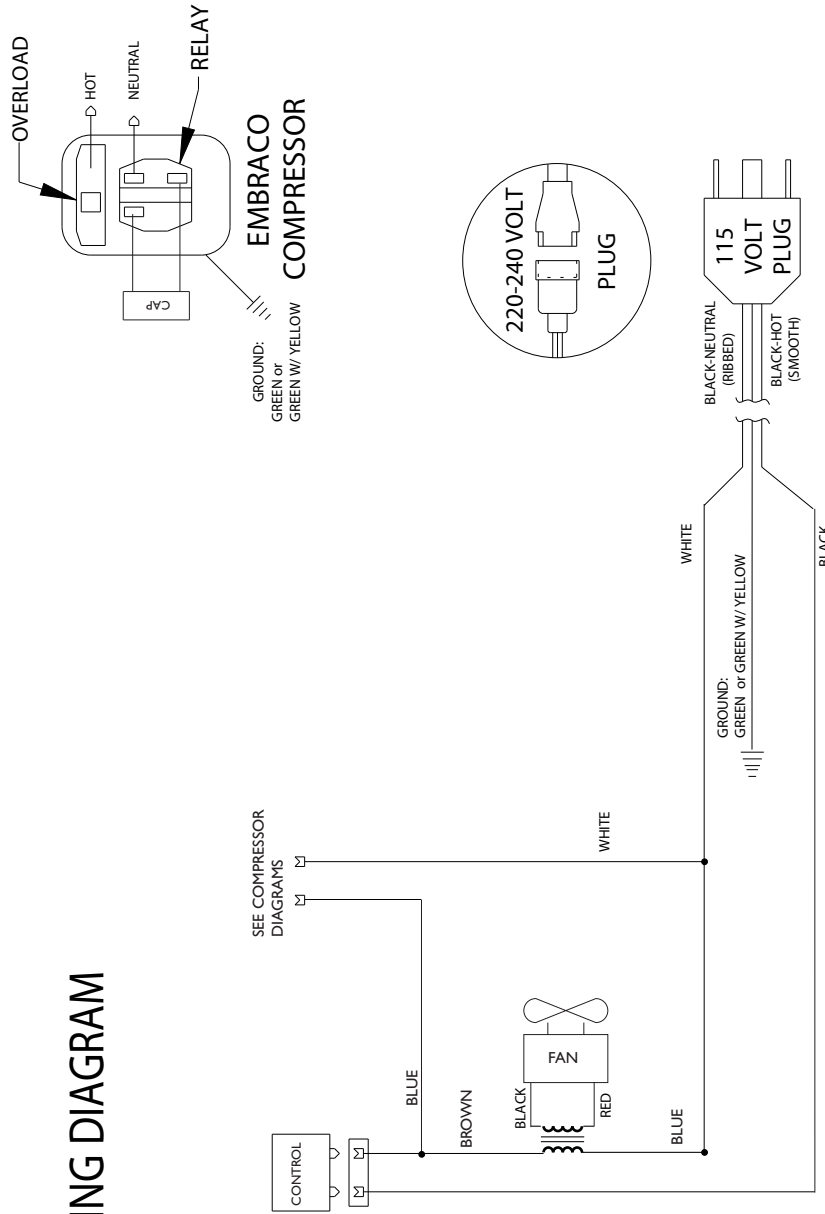 ING DIAGRAM
OVERLOAD
HOT
NEUTRAL
RELAY
CAP
EMBRACO
COMPRESSOR
GROUND:
GREEN or
GREEN W/ YELLOW
220-240 VOLT
PLUG
115
VOLT
PLUG
BLACK-NEUTRAL
(RIBBED)
BLACK-HOT
(SMOOTH)
WHITE
GROUND:
GREEN or GREEN W/ YELLOW
BLACK
SEE COMPRESSOR
DIAGRAMS
WHITE
BLUE
CONTROL
BROWN
BLACK
RED
FAN
BLUE